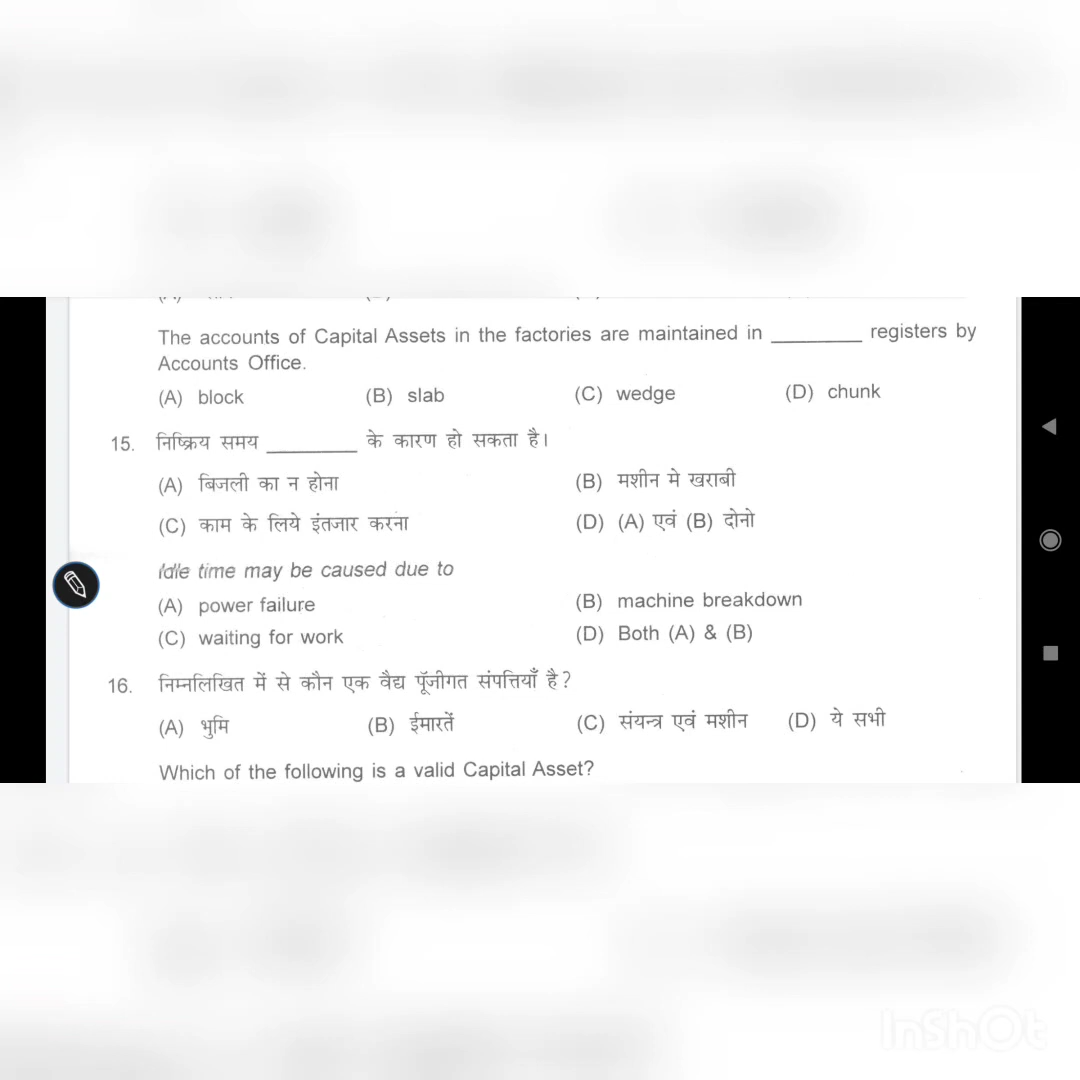 The accounts of Capital Assets in the factories are maintained in ________ registers by
Accounts Office.
(A) block (B) slab (C) wedge (D) chunk
15. निष्क्रिय समय ________ के कारण हो सकता है।
(A) बिजली का न होना (B) मशीन मे खराबी
(C) काम के लिये इंतजार करना (D) (A) एवं (B) दोनो
Idle time may be caused due to
(A) power failure (B) machine breakdown
(C) waiting for work (D) Both (A) & (B)
16. निम्नलिखित में से कौन एक वैद्य पूँजीगत संपत्तियाँ है?
(A) भुमि (B) ईमारतें (C) संयन्त्र एवं मशीन (D) ये सभी
Which of the following is a valid Capital Asset?
InShOt